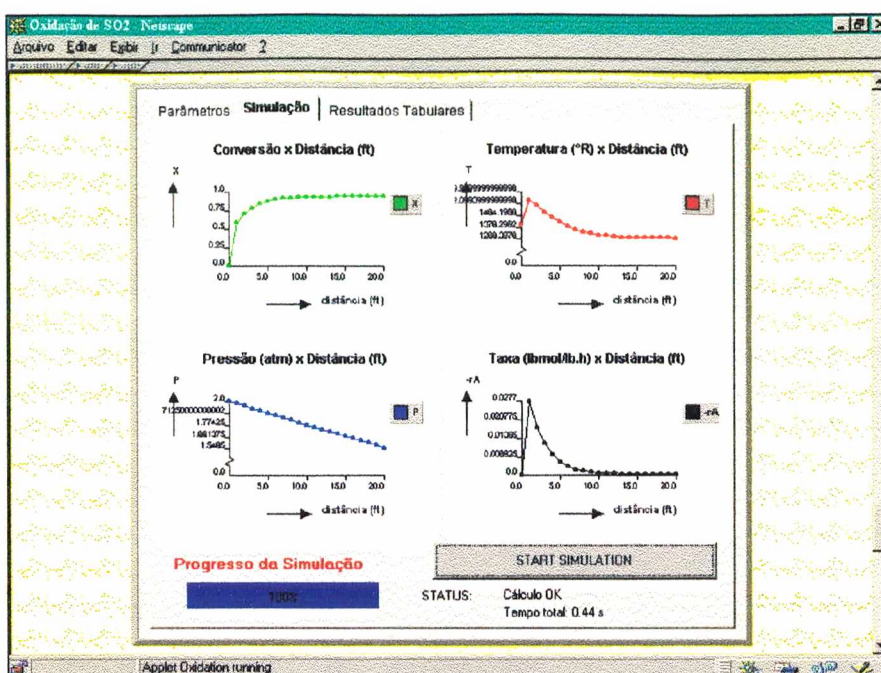 Oxidação de SO2 - Netscape
Arquivo Editar Exibir Ir Communicator ?
Parâmetros Simulação Resultados Tabulares
Conversão x Distância (ft)
X
1.0
0.75
0.5
0.25
0.0
0.0 5.0 10.0 15.0 20.0
distância (ft)
X
Temperatura (°R) x Distância (ft)
T
0.0
0.0 5.0 10.0 15.0 20.0
distância (ft)
T
Pressão (atm) x Distância (ft)
P
2.0
71250000000002
1.77425
1.661375
1.5485
0.0
0.0 5.0 10.0 15.0 20.0
distância (ft)
P
Taxa (lbmol/lb.h) x Distância (ft)
-rA
0.0277
0.020775
0.01385
0.006925
0.0
0.0 5.0 10.0 15.0 20.0
distância (ft)
-rA
Progresso da Simulação
100%
START SIMULATION
STATUS: Cálculo OK
Tempo total: 0.44 s
Applet Oxidation running